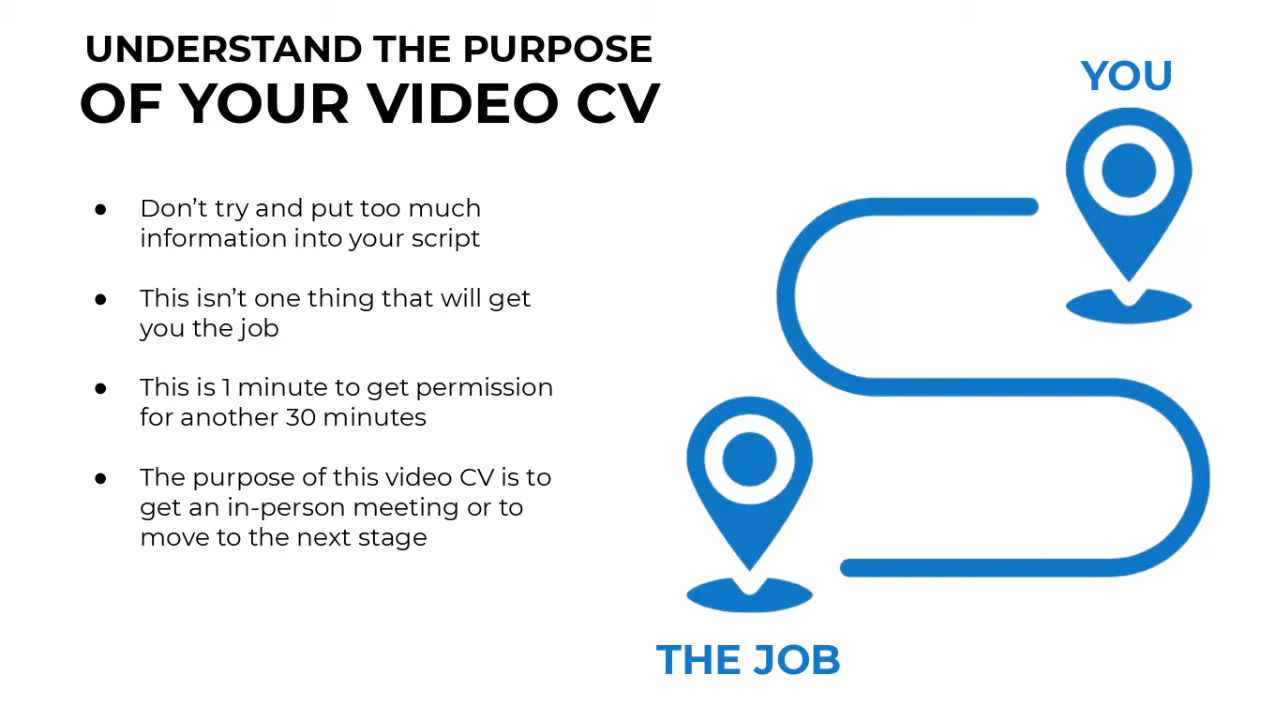 UNDERSTAND THE PURPOSE
OF YOUR VIDEO CV
● Don’t try and put too much
information into your script
● This isn’t one thing that will get
you the job
● This is 1 minute to get permission
for another 30 minutes
● The purpose of this video CV is to
get an in-person meeting or to
move to the next stage
YOU
THE JOB